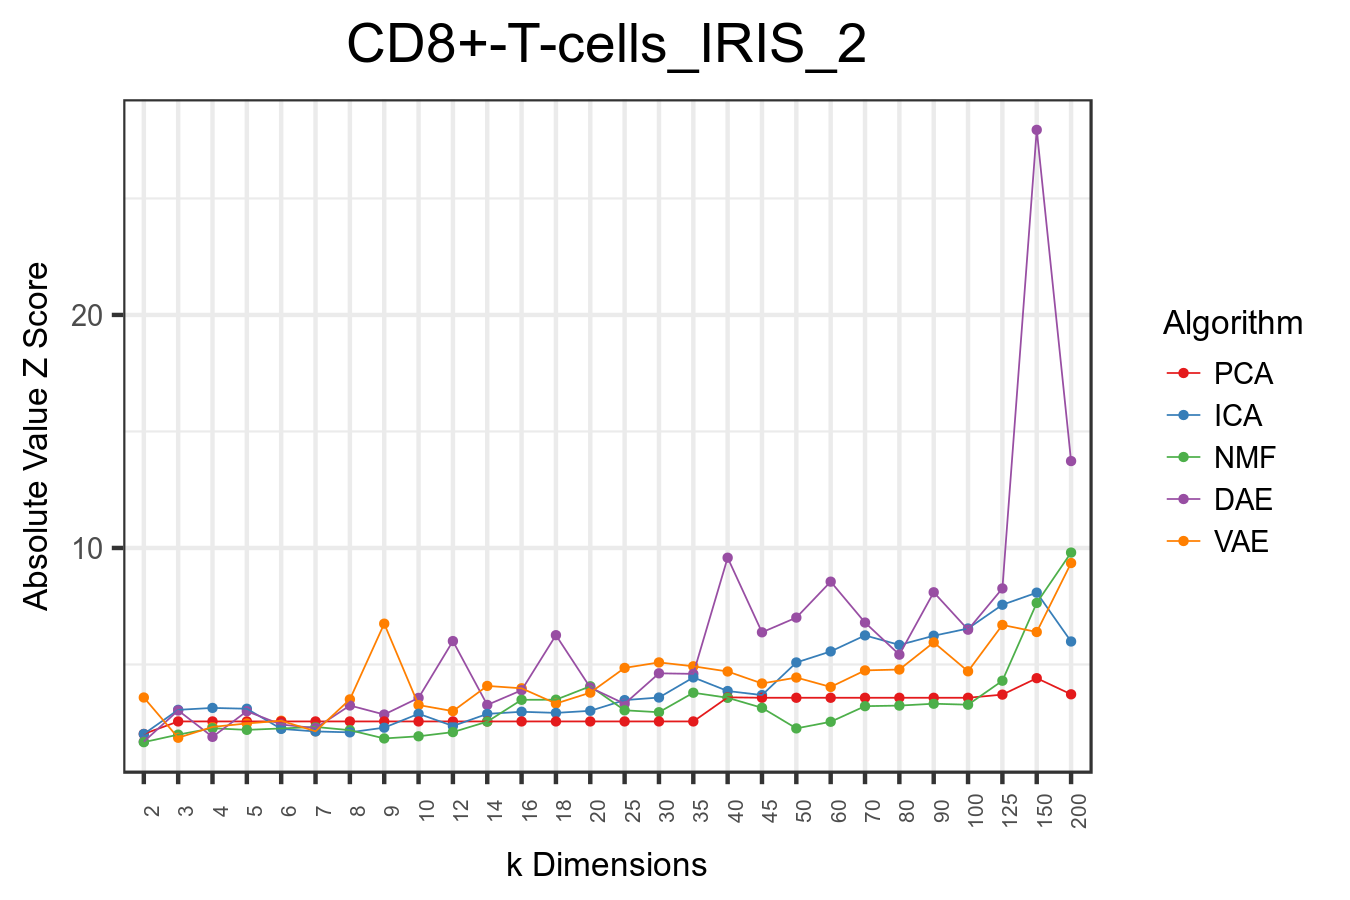 CD8+-T-cells_IRIS_2
Absolute Value Z Score
20
10
2 3 4 5 6 7 8 9 10 12 14 16 18 20 25 30 35 40 45 50 60 70 80 90 100 125 150 200
k Dimensions
Algorithm
PCA
ICA
NMF
DAE
VAE